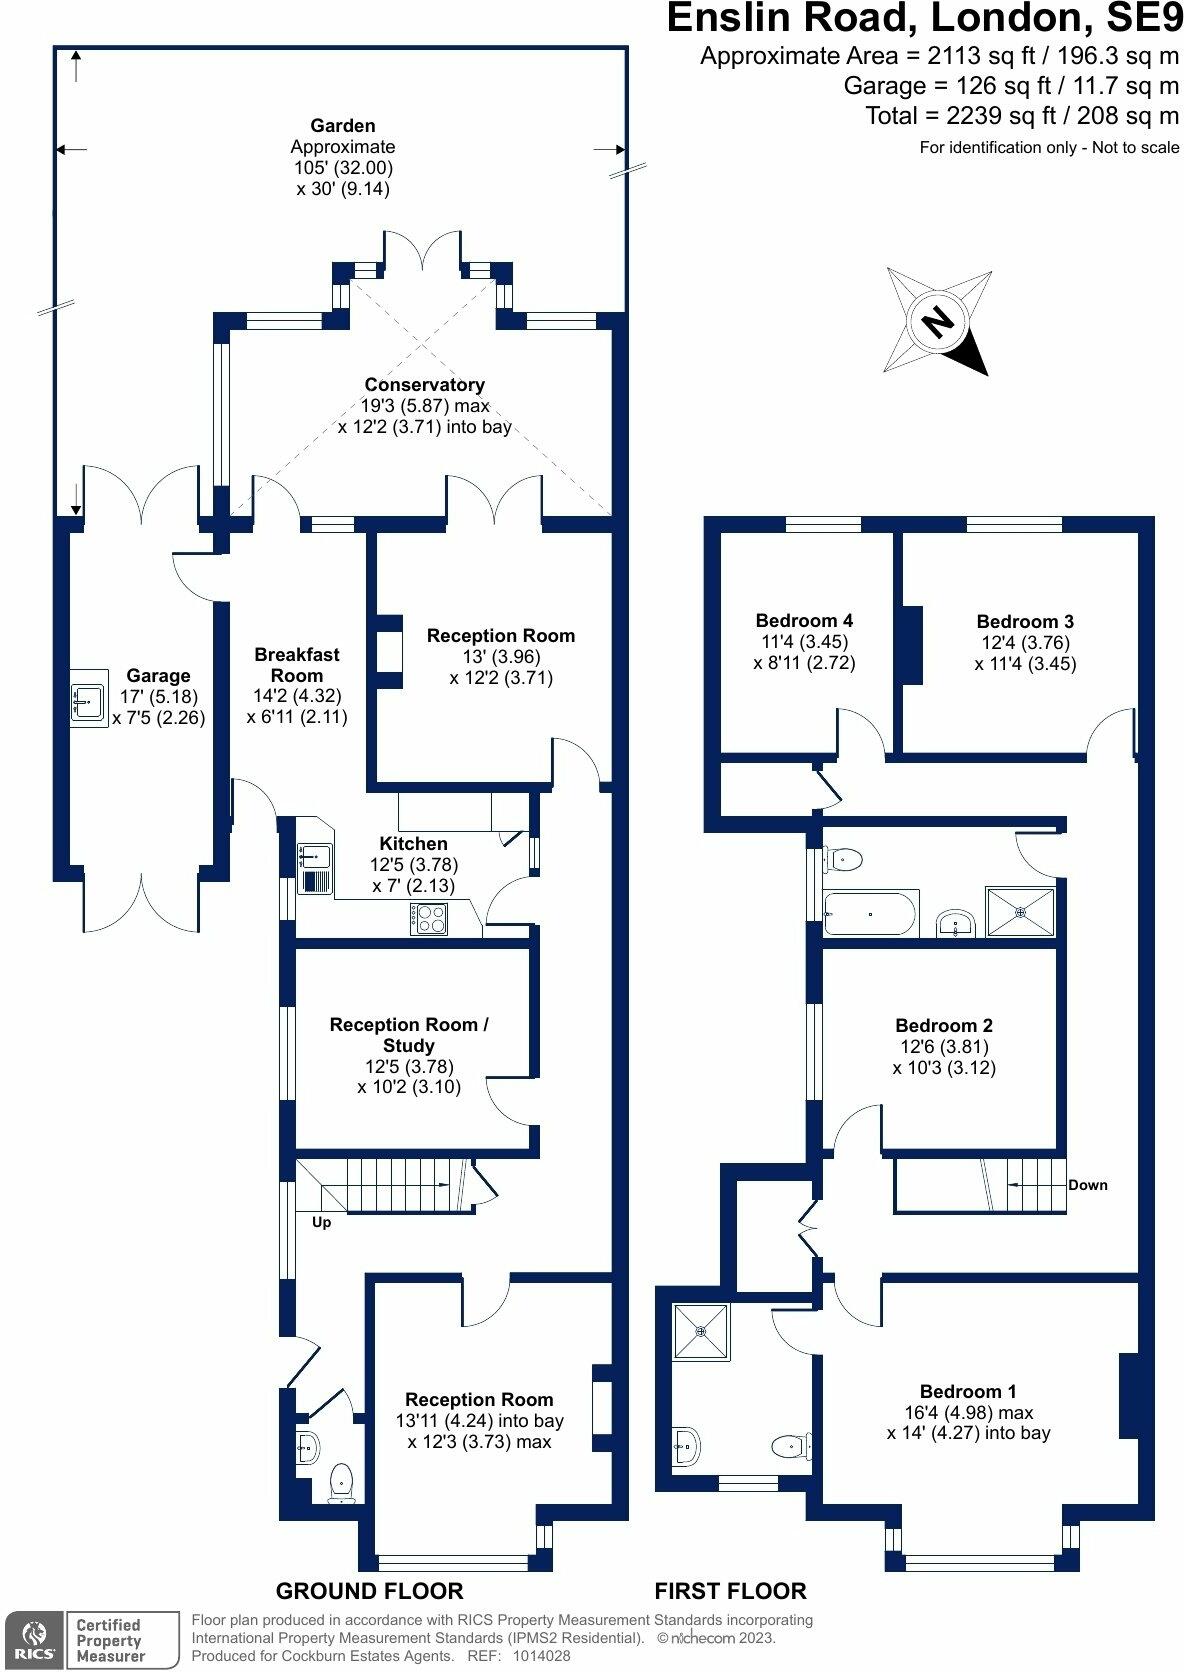 Enslin Road, London, SE9
Approximate Area = 2113 sq ft / 196.3 sq m
Garage = 126 sq ft / 11.7 sq m
Total = 2239 sq ft / 208 sq m
For identification only - Not to scale
Garden
Approximate
105' (32.00)
x 30' (9.14)
N
Conservatory
19'3 (5.87) max
x 12'2 (3.71) into bay
Reception Room
13' (3.96)
x 12'2 (3.71)
Breakfast
Room
14'2 (4.32)
x 6'11 (2.11)
Garage
17' (5.18)
x 7'5 (2.26)
Kitchen
12'5 (3.78)
x 7' (2.13)
Reception Room /
Study
12'5 (3.78)
x 10'2 (3.10)
Up
Reception Room
13'11 (4.24) into bay
x 12'3 (3.73) max
GROUND FLOOR
Bedroom 4
11'4 (3.45)
x 8'11 (2.72)
Bedroom 3
12'4 (3.76)
x 11'4 (3.45)
Bedroom 2
12'6 (3.81)
x 10'3 (3.12)
Down
Bedroom 1
16'4 (4.98) max
x 14' (4.27) into bay
FIRST FLOOR
RICS
Certified
Property
Measurer
Floor plan produced in accordance with RICS Property Measurement Standards incorporating
International Property Measurement Standards (IPMS2 Residential). © nichecom 2023.
Produced for Cockburn Estates Agents. REF: 1014028